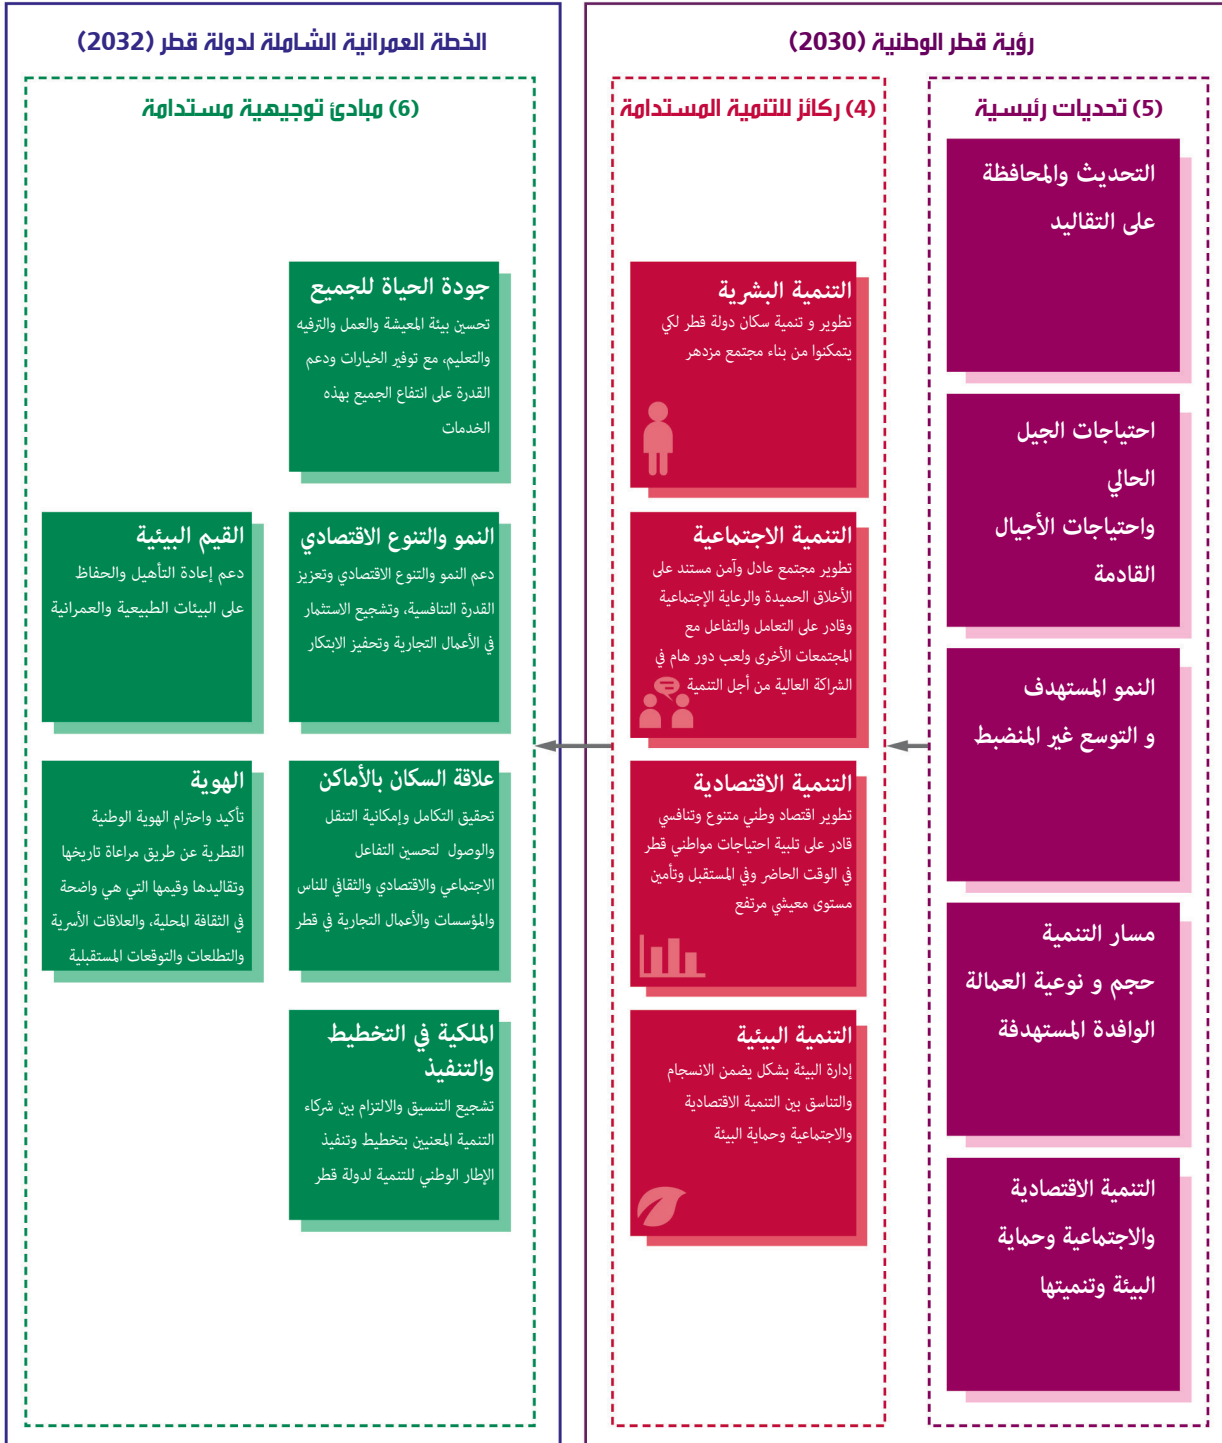 رؤية قطر الوطنية (2030)
(5) تحديات رئيسية
التحديث والمحافظة
على التقاليد
احتياجات الجيل
الحالي
واحتياجات الأجيال
القادمة
النمو المستهدف
و التوسع غير المنضبط
مسار التنمية
حجم و نوعية العمالة
الوافدة المستهدفة
التنمية الاقتصادية
والاجتماعية وحماية
البيئة وتنميتها
(4) ركائز للتنمية المستدامة
التنمية البشرية
تطوير و تنمية سكان دولة قطر لكي
يتمكنوا من بناء مجتمع مزدهر
التنمية الاجتماعية
تطوير مجتمع عادل وآمن مستند على
الأخلاق الحميدة والرعاية الإجتماعية
وقادر على التعامل والتفاعل مع
المجتمعات الأخرى ولعب دور هام في
الشراكة العالية من أجل التنمية
التنمية الاقتصادية
تطوير اقتصاد وطني متنوع وتنافسي
قادر على تلبية احتياجات مواطني قطر
في الوقت الحاضر وفي المستقبل وتأمين
مستوى معيشي مرتفع
التنمية البيئية
إدارة البيئة بشكل يضمن الانسجام
والتناسق بين التنمية الاقتصادية
والاجتماعية وحماية البيئة
الخطة العمرانية الشاملة لدولة قطر (2032)
(6) مبادئ توجيهية مستدامة
جودة الحياة للجميع
تحسين بيئة المعيشة والعمل والترفيه
والتعليم، مع توفير الخيارات ودعم
القدرة على انتفاع الجميع بهذه
الخدمات
النمو والتنوع الاقتصادي
دعم النمو والتنوع الاقتصادي وتعزيز
القدرة التنافسية، وتشجيع الاستثمار
في الأعمال التجارية وتحفيز الابتكار
القيم البيئية
دعم إعادة التأهيل والحفاظ
على البيئات الطبيعية والعمرانية
علاقة السكان بالأماكن
تحقيق التكامل وإمكانية التنقل
والوصول لتحسين التفاعل
الاجتماعي والاقتصادي والثقافي للناس
والمؤسسات والأعمال التجارية في قطر
الهوية
تأكيد واحترام الهوية الوطنية
القطرية عن طريق مراعاة تاريخها
وتقاليدها وقيمها التي هي واضحة
في الثقافة المحلية، والعلاقات الأسرية
والتطلعات والتوقعات المستقبلية
الملكية في التخطيط
والتنفيذ
تشجيع التنسيق والالتزام بين شركاء
التنمية المعنيين بتخطيط وتنفيذ
الإطار الوطني للتنمية لدولة قطر